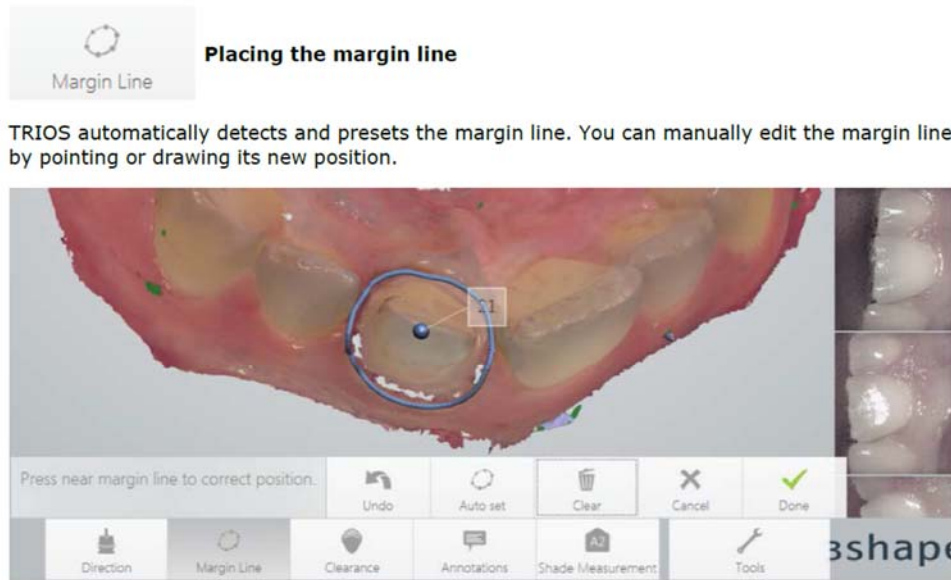 Margin Line
Placing the margin line
TRIOS automatically detects and presets the margin line. You can manually edit the margin line
by pointing or drawing its new position.
21
Press near margin line to correct position.
Undo
Auto set
Clear
Cancel
Done
Direction
Margin Line
Clearance
Annotations
A2
Shade Measurement
Tools
3shape